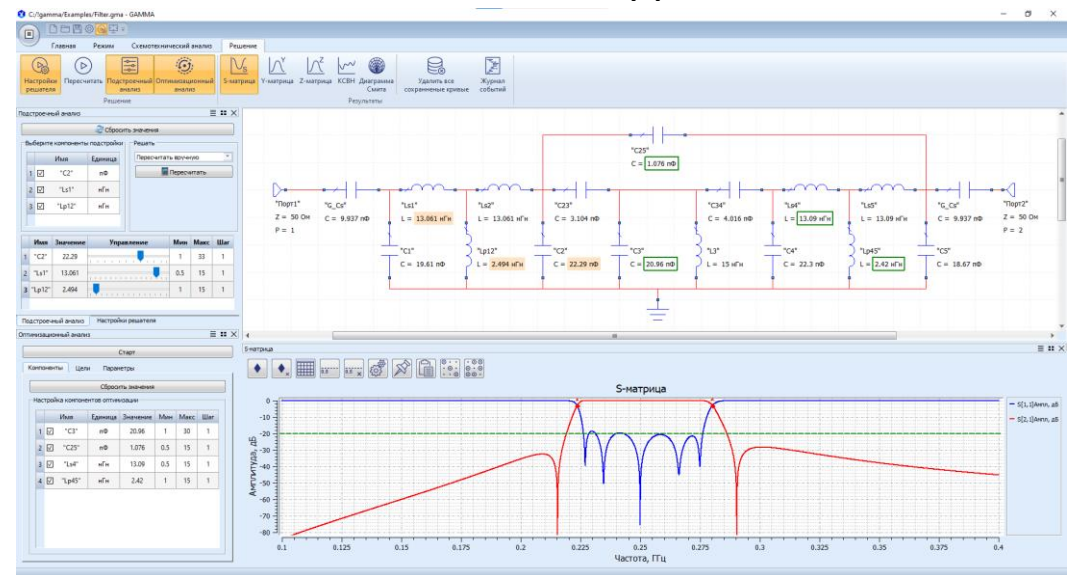 C:/!gamma/Examples/Filter.gma - GAMMA
Главная Режим Схемотехнический анализ Решение
Настройки решателя Пересчитать Подстроечный анализ Оптимизационный анализ S-матрица Y-матрица Z-матрица КСВН Диаграмма Смита Удалить все сохраненные кривые Журнал событий
Решение Результаты
Подстроечный анализ
Сбросить значения
Выберите компоненты подстройки
Имя Единица
1 "C2" пФ
2 "Ls1" нГн
3 "Lp12" нГн
Решать
Пересчитать вручную
Пересчитать
Имя Значение Управление Мин Макс Шаг
1 "C2" 22.29 1 33 1
2 "Ls1" 13.061 0.5 15 1
3 "Lp12" 2.494 1 15 1
Подстроечный анализ Настройки решателя
Оптимизационный анализ
Старт
Компоненты Цели Параметры
Сбросить значения
Настройка компонентов оптимизации
Имя Единица Значение Мин Макс Шаг
1 "C3" пФ 20.96 1 30 1
2 "C25" пФ 1.076 0.5 15 1
3 "Ls4" нГн 13.09 0.5 15 1
4 "Lp45" нГн 2.42 1 15 1
"C25"
C = 1.076 пФ
"Порт1" "G_Cs" "Ls1" "Ls2" "C23" "C34" "Ls4" "Ls5" "G_Cs" "Порт2"
Z = 50 Ом C = 9.937 пФ L = 13.061 нГн L = 13.061 нГн C = 3.104 пФ C = 4.016 пФ L = 13.09 нГн L = 13.09 нГн C = 9.937 пФ Z = 50 Ом
P = 1 P = 2
"C1" "Lp12" "C2" "C3" "L3" "C4" "Lp45" "C5"
C = 19.61 пФ L = 2.494 нГн C = 22.29 пФ C = 20.96 пФ L = 15 нГн C = 22.3 пФ L = 2.42 нГн C = 18.67 пФ
S-матрица
S-матрица
S[1,1]Ампл, дБ
S[2,1]Ампл, дБ
Амплитуда, дБ
0
-10
-20
-30
-40
-50
-60
-70
-80
0.1 0.125 0.15 0.175 0.2 0.225 0.25 0.275 0.3 0.325 0.35 0.375 0.4
Частота, ГГц